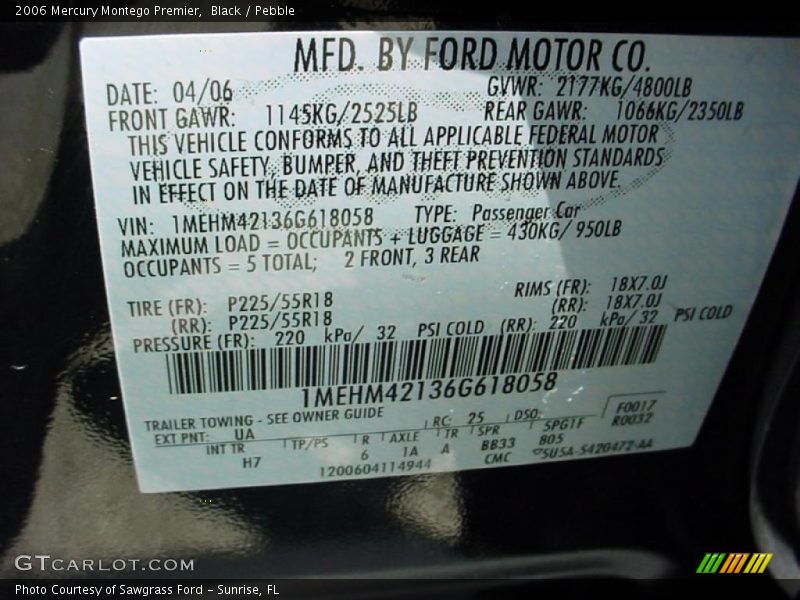 2006 Mercury Montego Premier,  Black / Pebble
MFD. BY FORD MOTOR CO.
DATE: 04/06 GVWR: 2177KG/4800LB
FRONT GAWR: 1145KG/2525LB REAR GAWR: 1066KG/2350LB
THIS VEHICLE CONFORMS TO ALL APPLICABLE FEDERAL MOTOR
VEHICLE SAFETY, BUMPER, AND THEFT PREVENTION STANDARDS
IN EFFECT ON THE DATE OF MANUFACTURE SHOWN ABOVE.
VIN: 1MEHM42136G618058 TYPE: Passenger Car
MAXIMUM LOAD = OCCUPANTS + LUGGAGE = 430KG/ 950LB
OCCUPANTS = 5 TOTAL; 2 FRONT, 3 REAR
TIRE (FR): P225/55R18 RIMS (FR): 18X7.0J
(RR): P225/55R18 (RR): 18X7.0J
PRESSURE (FR): 220 kPa/ 32 PSI COLD (RR): 220 kPa/ 32 PSI COLD
1MEHM42136G618058
TRAILER TOWING - SEE OWNER GUIDE RC: 25 DSO: F0017
EXT PNT: UA R0032
INT TR TP/PS R AXLE TR SPR 5PG1F
H7 6 1A A BB33 805
1200604114944 CMC 5U5A-5420472-AA
GTCARLOT.COM
Photo Courtesy of Sawgrass Ford - Sunrise, FL